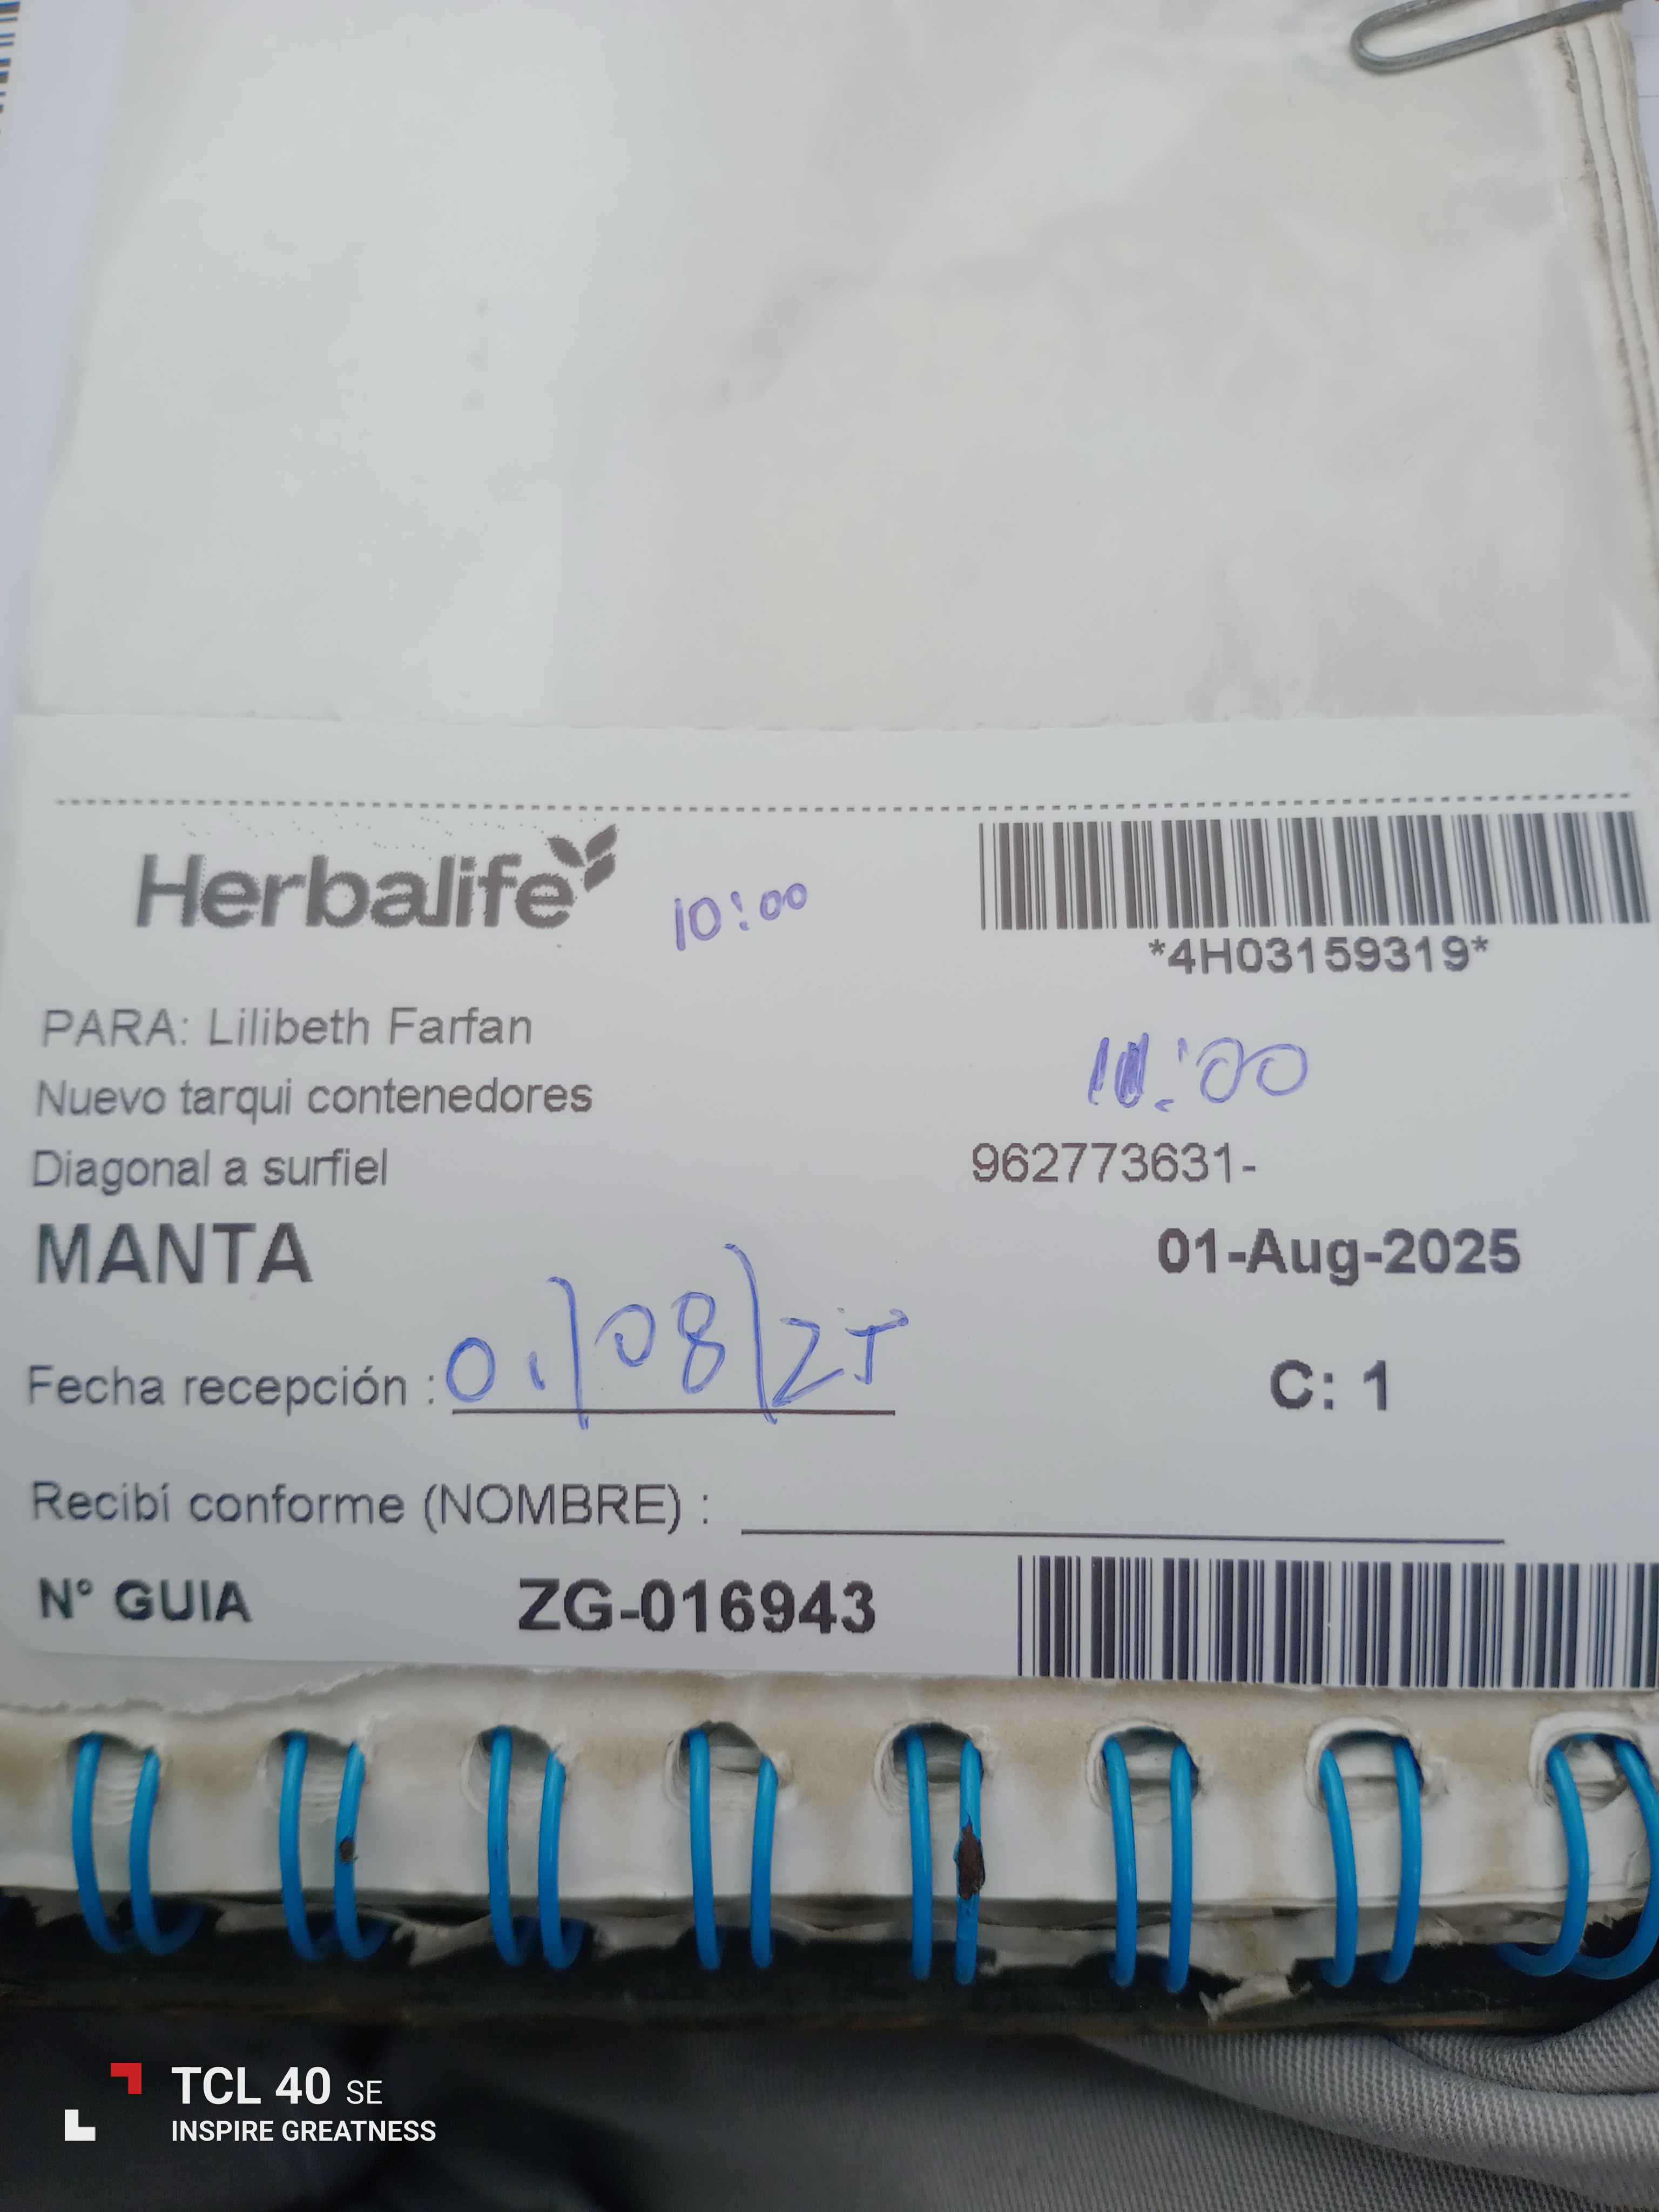 Herbalife
10:00
*4H03159319*
PARA: Lilibeth Farfan
:00
Nuevo tarqui contenedores
Diagonal a surfiel
962773631-
MANTA
01-Aug-2025
Fecha recepción : 01/08/25
C: 1
Recibí conforme (NOMBRE) :
N° GUIA ZG-016943
TCL 40 SE
INSPIRE GREATNESS